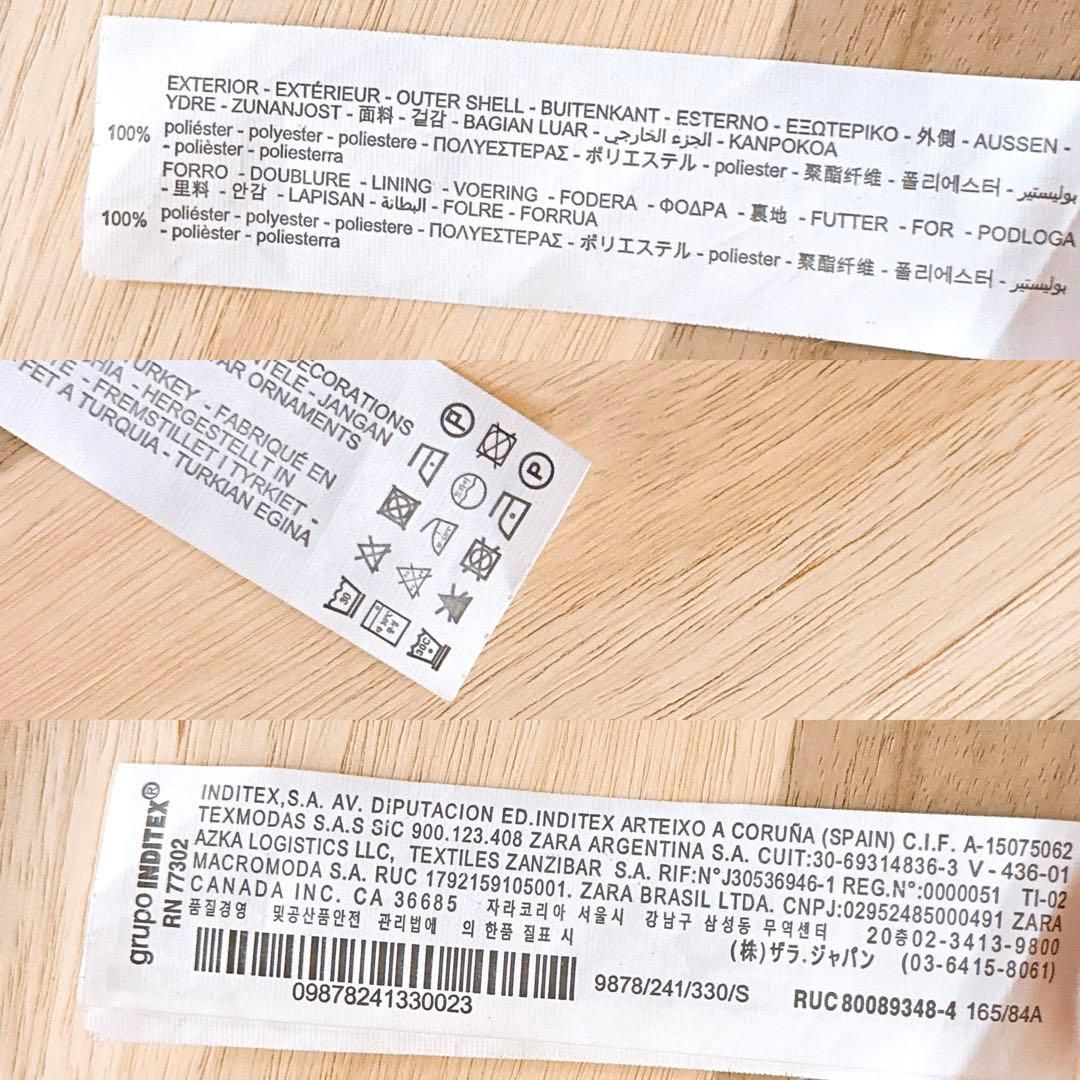 EXTERIOR - EXTÉRIEUR - OUTER SHELL - BUITENKANT - ESTERNO - ΕΞΩΤΕΡΙΚΟ - 外側 - AUSSEN -
YDRE - ZUNANJOST - 面料 - 겉감 - BAGIAN LUAR - الجزء الخارجي - KANPOKOA
100% poliéster - polyester - poliestere - ΠΟΛΥΕΣΤΕΡΑΣ - ポリエステル - poliester - 聚酯纤维 - 폴리에스터 - بوليستير
- polièster - poliesterra
FORRO - DOUBLURE - LINING - VOERING - FODERA - ΦΟΔΡΑ - 裏地 - FUTTER - FOR - PODLOGA
- 里料 - 안감 - LAPISAN - البطانة - FOLRE - FORRUA
100% poliéster - polyester - poliestere - ΠΟΛΥΕΣΤΕΡΑΣ - ポリエステル - poliester - 聚酯纤维 - 폴리에스터 - بوليستير
- polièster - poliesterra
DECORATIONS
- JANGAN
ORNAMENTS
TURKEY - FABRIQUÉ EN
- HERGESTELLT IN
- FREMSTILLET I TYRKIET -
FET A TURQUIA - TURKIAN EGINA
P
P
30
30C
grupo INDITEX®
RN 77302
INDITEX,S.A. AV. DiPUTACION ED.INDITEX ARTEIXO A CORUÑA (SPAIN) C.I.F. A-15075062
TEXMODAS S.A.S SiC 900.123.408 ZARA ARGENTINA S.A. CUIT:30-69314836-3 V - 436-01
AZKA LOGISTICS LLC, TEXTILES ZANZIBAR S.A. RIF:N°J30536946-1 REG.N°:0000051 TI-02
MACROMODA S.A. RUC 1792159105001. ZARA BRASIL LTDA. CNPJ:02952485000491 ZARA
CANADA INC. CA 36685 자라코리아 서울시 강남구 삼성동 무역센터 20층02-3413-9800
품질경영 및공산품안전 관리법에 의 한품 질표 시 (株)ザラ.ジャパン (03-6415-8061)
09878241330023
9878/241/330/S
RUC 80089348-4 165/84A